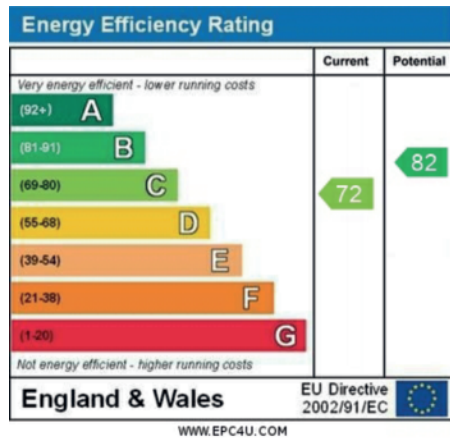 Energy Efficiency Rating
Current Potential
Very energy efficient - lower running costs
(92+) A
(81-91) B
(69-80) C
(55-68) D
(39-54) E
(21-38) F
(1-20) G
72
82
Not energy efficient - higher running costs
England & Wales
EU Directive
2002/91/EC
WWW.EPC4U.COM